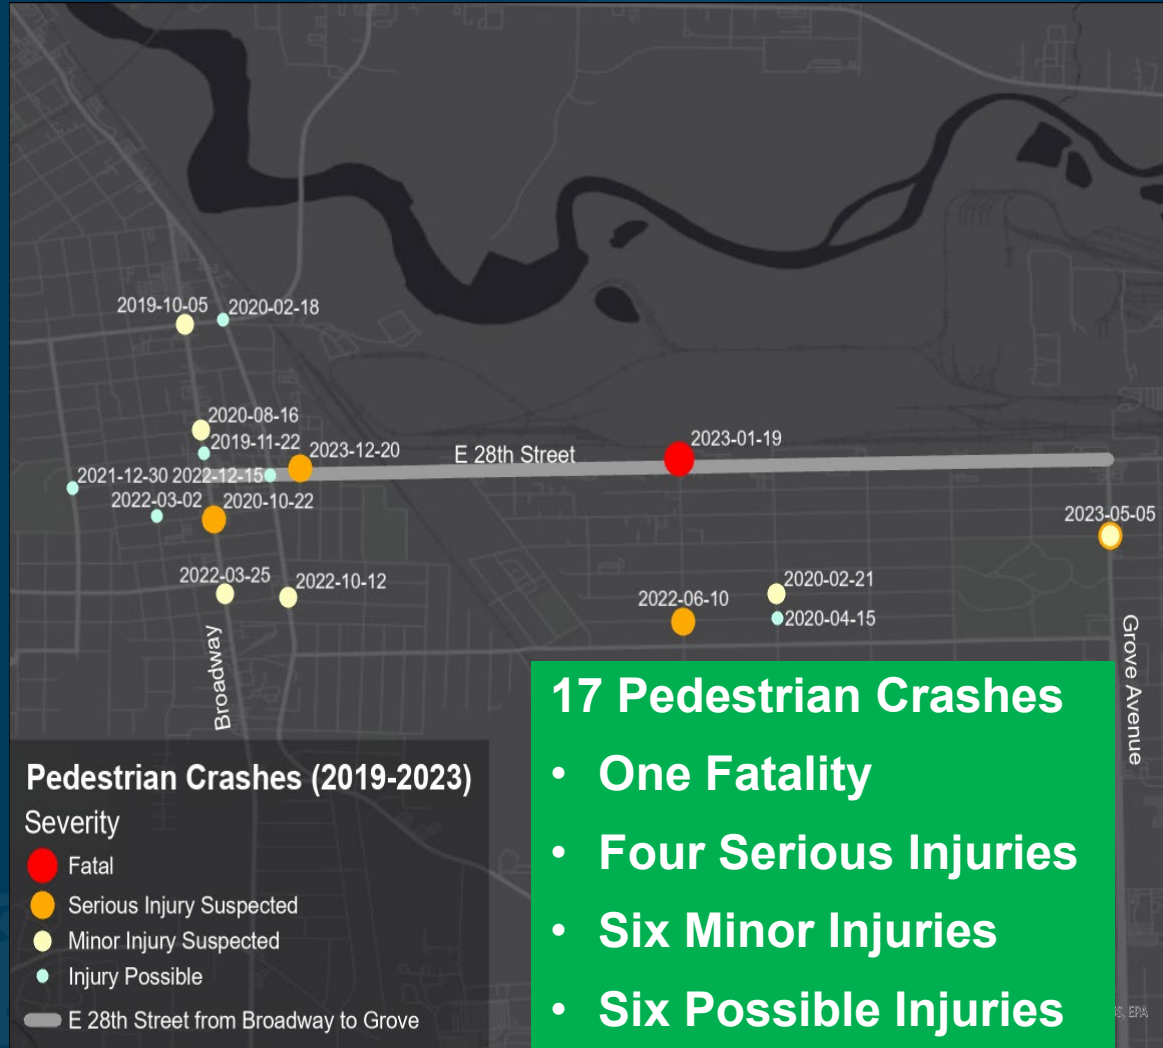 2019-10-05
2020-02-18
2020-08-16
2019-11-22
2023-12-20
E 28th Street
2023-01-19
2021-12-30
2022-12-15
2022-03-02
2020-10-22
2023-05-05
2022-03-25
2022-10-12
2020-02-21
2022-06-10
2020-04-15
Broadway
Grove Avenue
17 Pedestrian Crashes
• One Fatality
• Four Serious Injuries
• Six Minor Injuries
• Six Possible Injuries
Pedestrian Crashes (2019-2023)
Severity
Fatal
Serious Injury Suspected
Minor Injury Suspected
Injury Possible
E 28th Street from Broadway to Grove
EPA